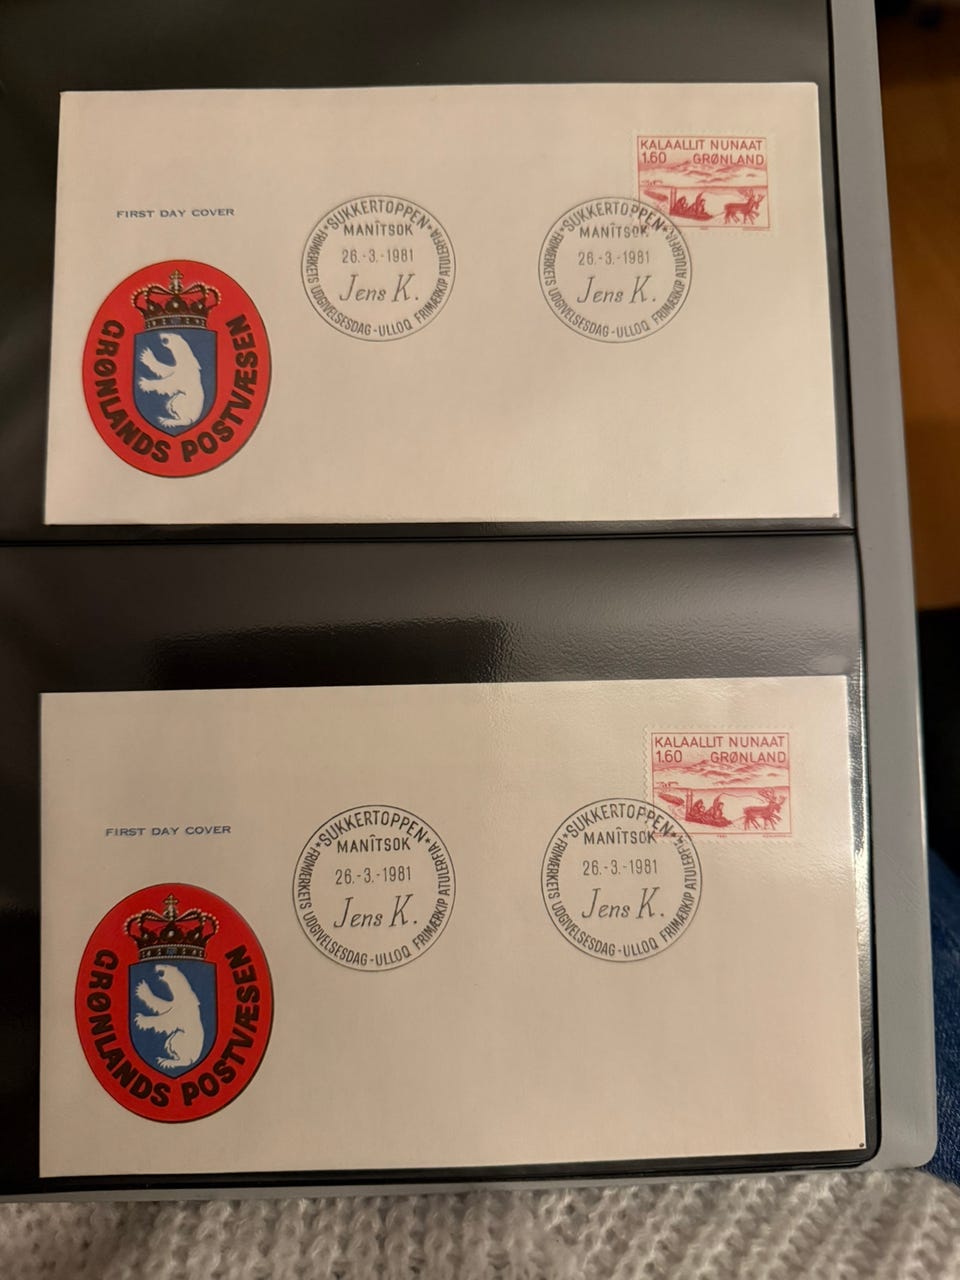 KALAALLIT NUNAAT
1.60 GRØNLAND
FIRST DAY COVER
*SUKKERTOPPEN*
MANÎTSOK
26.-3.-1981
Jens K.
FRIMÆRKETS UDGIVELSESDAG-ULLOQ FRIMÆRKIP ATULERFIA
*SUKKERTOPPEN*
MANÎTSOK
26.-3.-1981
Jens K.
FRIMÆRKETS UDGIVELSESDAG-ULLOQ FRIMÆRKIP ATULERFIA
GRØNLANDS POSTVÆSEN
KALAALLIT NUNAAT
1.60 GRØNLAND
FIRST DAY COVER
*SUKKERTOPPEN*
MANÎTSOK
26.-3.-1981
Jens K.
FRIMÆRKETS UDGIVELSESDAG-ULLOQ FRIMÆRKIP ATULERFIA
*SUKKERTOPPEN*
MANÎTSOK
26.-3.-1981
Jens K.
FRIMÆRKETS UDGIVELSESDAG-ULLOQ FRIMÆRKIP ATULERFIA
GRØNLANDS POSTVÆSEN